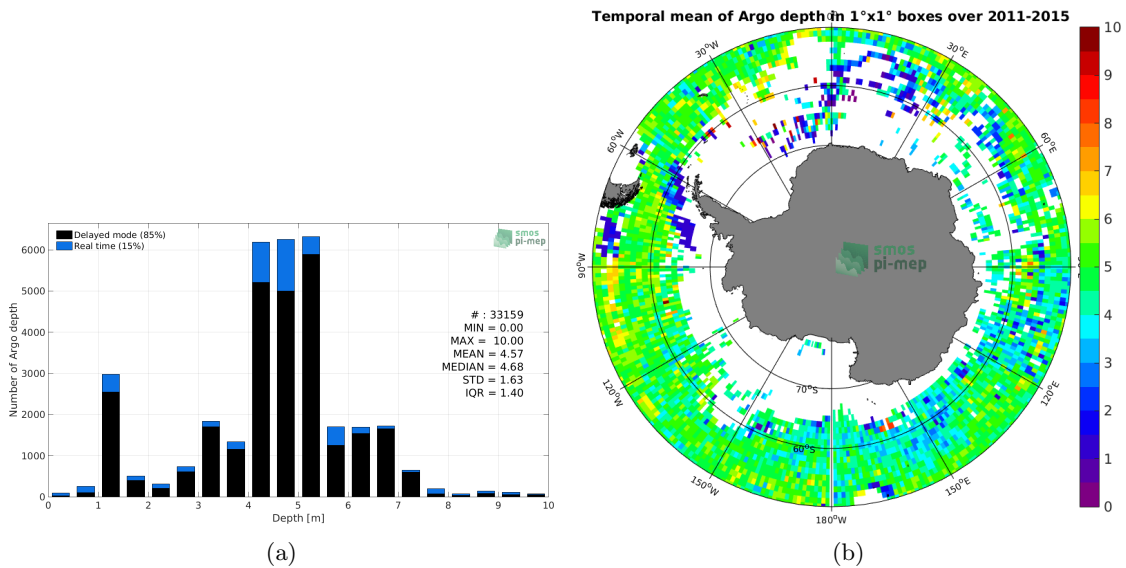 Temporal mean of Argo depth in 1°x1° boxes over 2011-2015
Delayed mode (85%)
Real time (15%)
smos
pi-mep
# : 33159
MIN = 0.00
MAX = 10.00
MEAN = 4.57
MEDIAN = 4.68
STD = 1.63
IQR = 1.40
Number of Argo depth
6000
5000
4000
3000
2000
1000
0
0 1 2 3 4 5 6 7 8 9 10
Depth [m]
(a)
30°W
30°E
60°W
60°E
90°W
120°W
120°E
150°W
150°E
180°W
70°S
60°S
smos
pi-mep
10
9
8
7
6
5
4
3
2
1
0
(b)